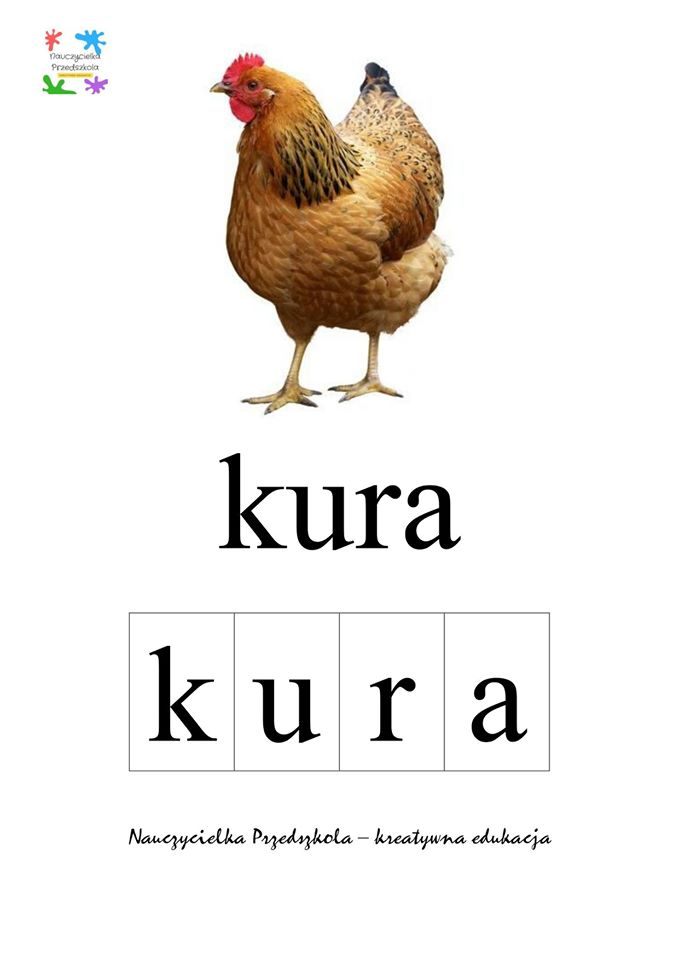 Nauczycielka
Przedszkola
kura
k u r a
Nauczycielka Przedszkola – kreatywna edukacja